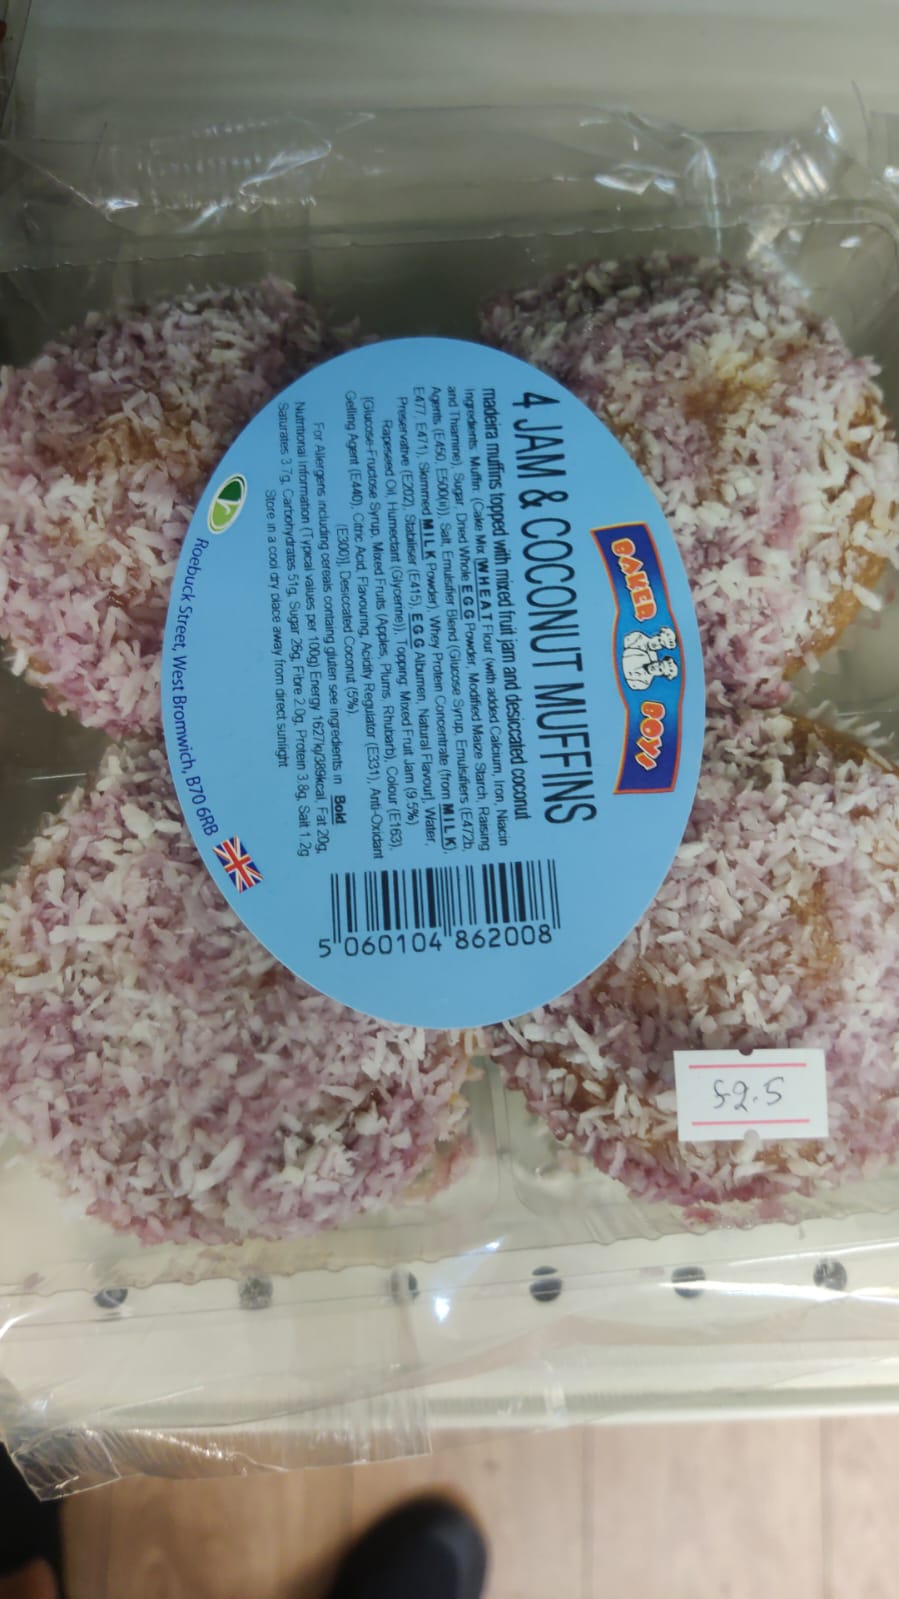 BAKER BOYS
4 JAM & COCONUT MUFFINS
madeira muffins topped with mixed fruit jam and desiccated coconut
Ingredients: Muffin: (Cake Mix [WHEAT Flour (with added Calcium, Iron, Niacin
and Thiamine), Sugar, Dried Whole EGG Powder, Modified Maize Starch, Raising
Agents (E450, E500(ii)), Salt, Emulsifier Blend (Glucose Syrup, Emulsifiers (E472b,
E477, E471), Skimmed MILK Powder), Whey Protein Concentrate (from MILK),
Preservative (E202), Stabiliser (E415), EGG Albumen, Natural Flavour], Water,
Rapeseed Oil, Humectant (Glycerine)), Topping: Mixed Fruit Jam (9.5%)
[Glucose-Fructose Syrup, Mixed Fruits (Apples, Plums, Rhubarb), Colour (E163),
Gelling Agent (E440), Citric Acid, Flavouring, Acidity Regulator (E331), Anti-Oxidant
(E300)], Desiccated Coconut (5%).
For Allergens including cereals containg gluten see ingredients in Bold
Nutritional information (Typical values per 100g) Energy 1627kj/389kcal, Fat 20g,
Saturates 3.7g, Carbohydrates 51g, Sugar 26g, Fibre 2.0g, Protein 3.8g, Salt 1.2g
Store in a cool dry place away from direct sunlight
Roebuck Street, West Bromwich, B70 6RB
5 060104 862008
£2.5